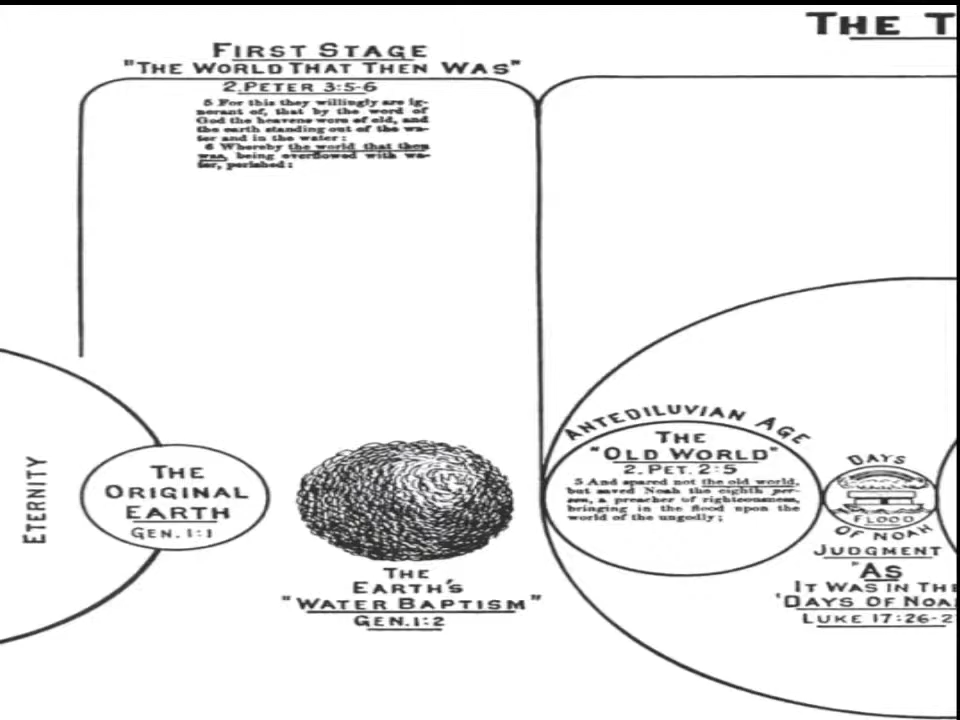 THE T
FIRST STAGE
"THE WORLD THAT THEN WAS"
2. PETER 3:5-6
5 For this they willingly are ig-
norant of, that by the word of
God the heavens were of old, and
the earth standing out of the wa-
ter and in the water:
6 Whereby the world that then
was, being overflowed with wa-
ter, perished:
ETERNITY
THE
ORIGINAL
EARTH
GEN. 1:1
THE
EARTH'S
"WATER BAPTISM"
GEN. 1:2
ANTEDILUVIAN AGE
THE
"OLD WORLD"
2. PET. 2:5
5 And spared not the old world,
but saved Noah the eighth per-
son, a preacher of righteousness,
bringing in the flood upon the
world of the ungodly;
DAYS
FLOOD
OF NOAH
JUDGMENT
"AS
IT WAS IN THE
'DAYS OF NOA
LUKE 17:26-2